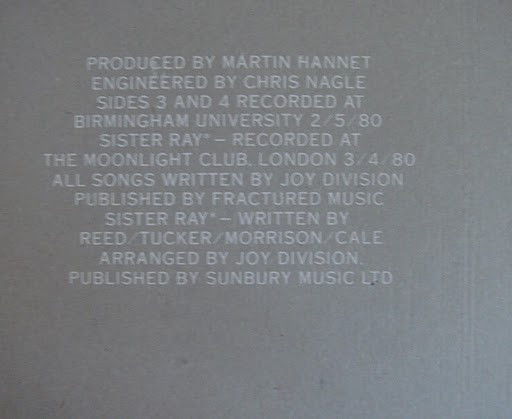 PRODUCED BY MARTIN HANNET
ENGINEERED BY CHRIS NAGLE
SIDES 3 AND 4 RECORDED AT
BIRMINGHAM UNIVERSITY 2/5/80
SISTER RAY* – RECORDED AT
THE MOONLIGHT CLUB, LONDON 3/4/80
ALL SONGS WRITTEN BY JOY DIVISION
PUBLISHED BY FRACTURED MUSIC
SISTER RAY* – WRITTEN BY
REED/TUCKER/MORRISON/CALE
ARRANGED BY JOY DIVISION.
PUBLISHED BY SUNBURY MUSIC LTD